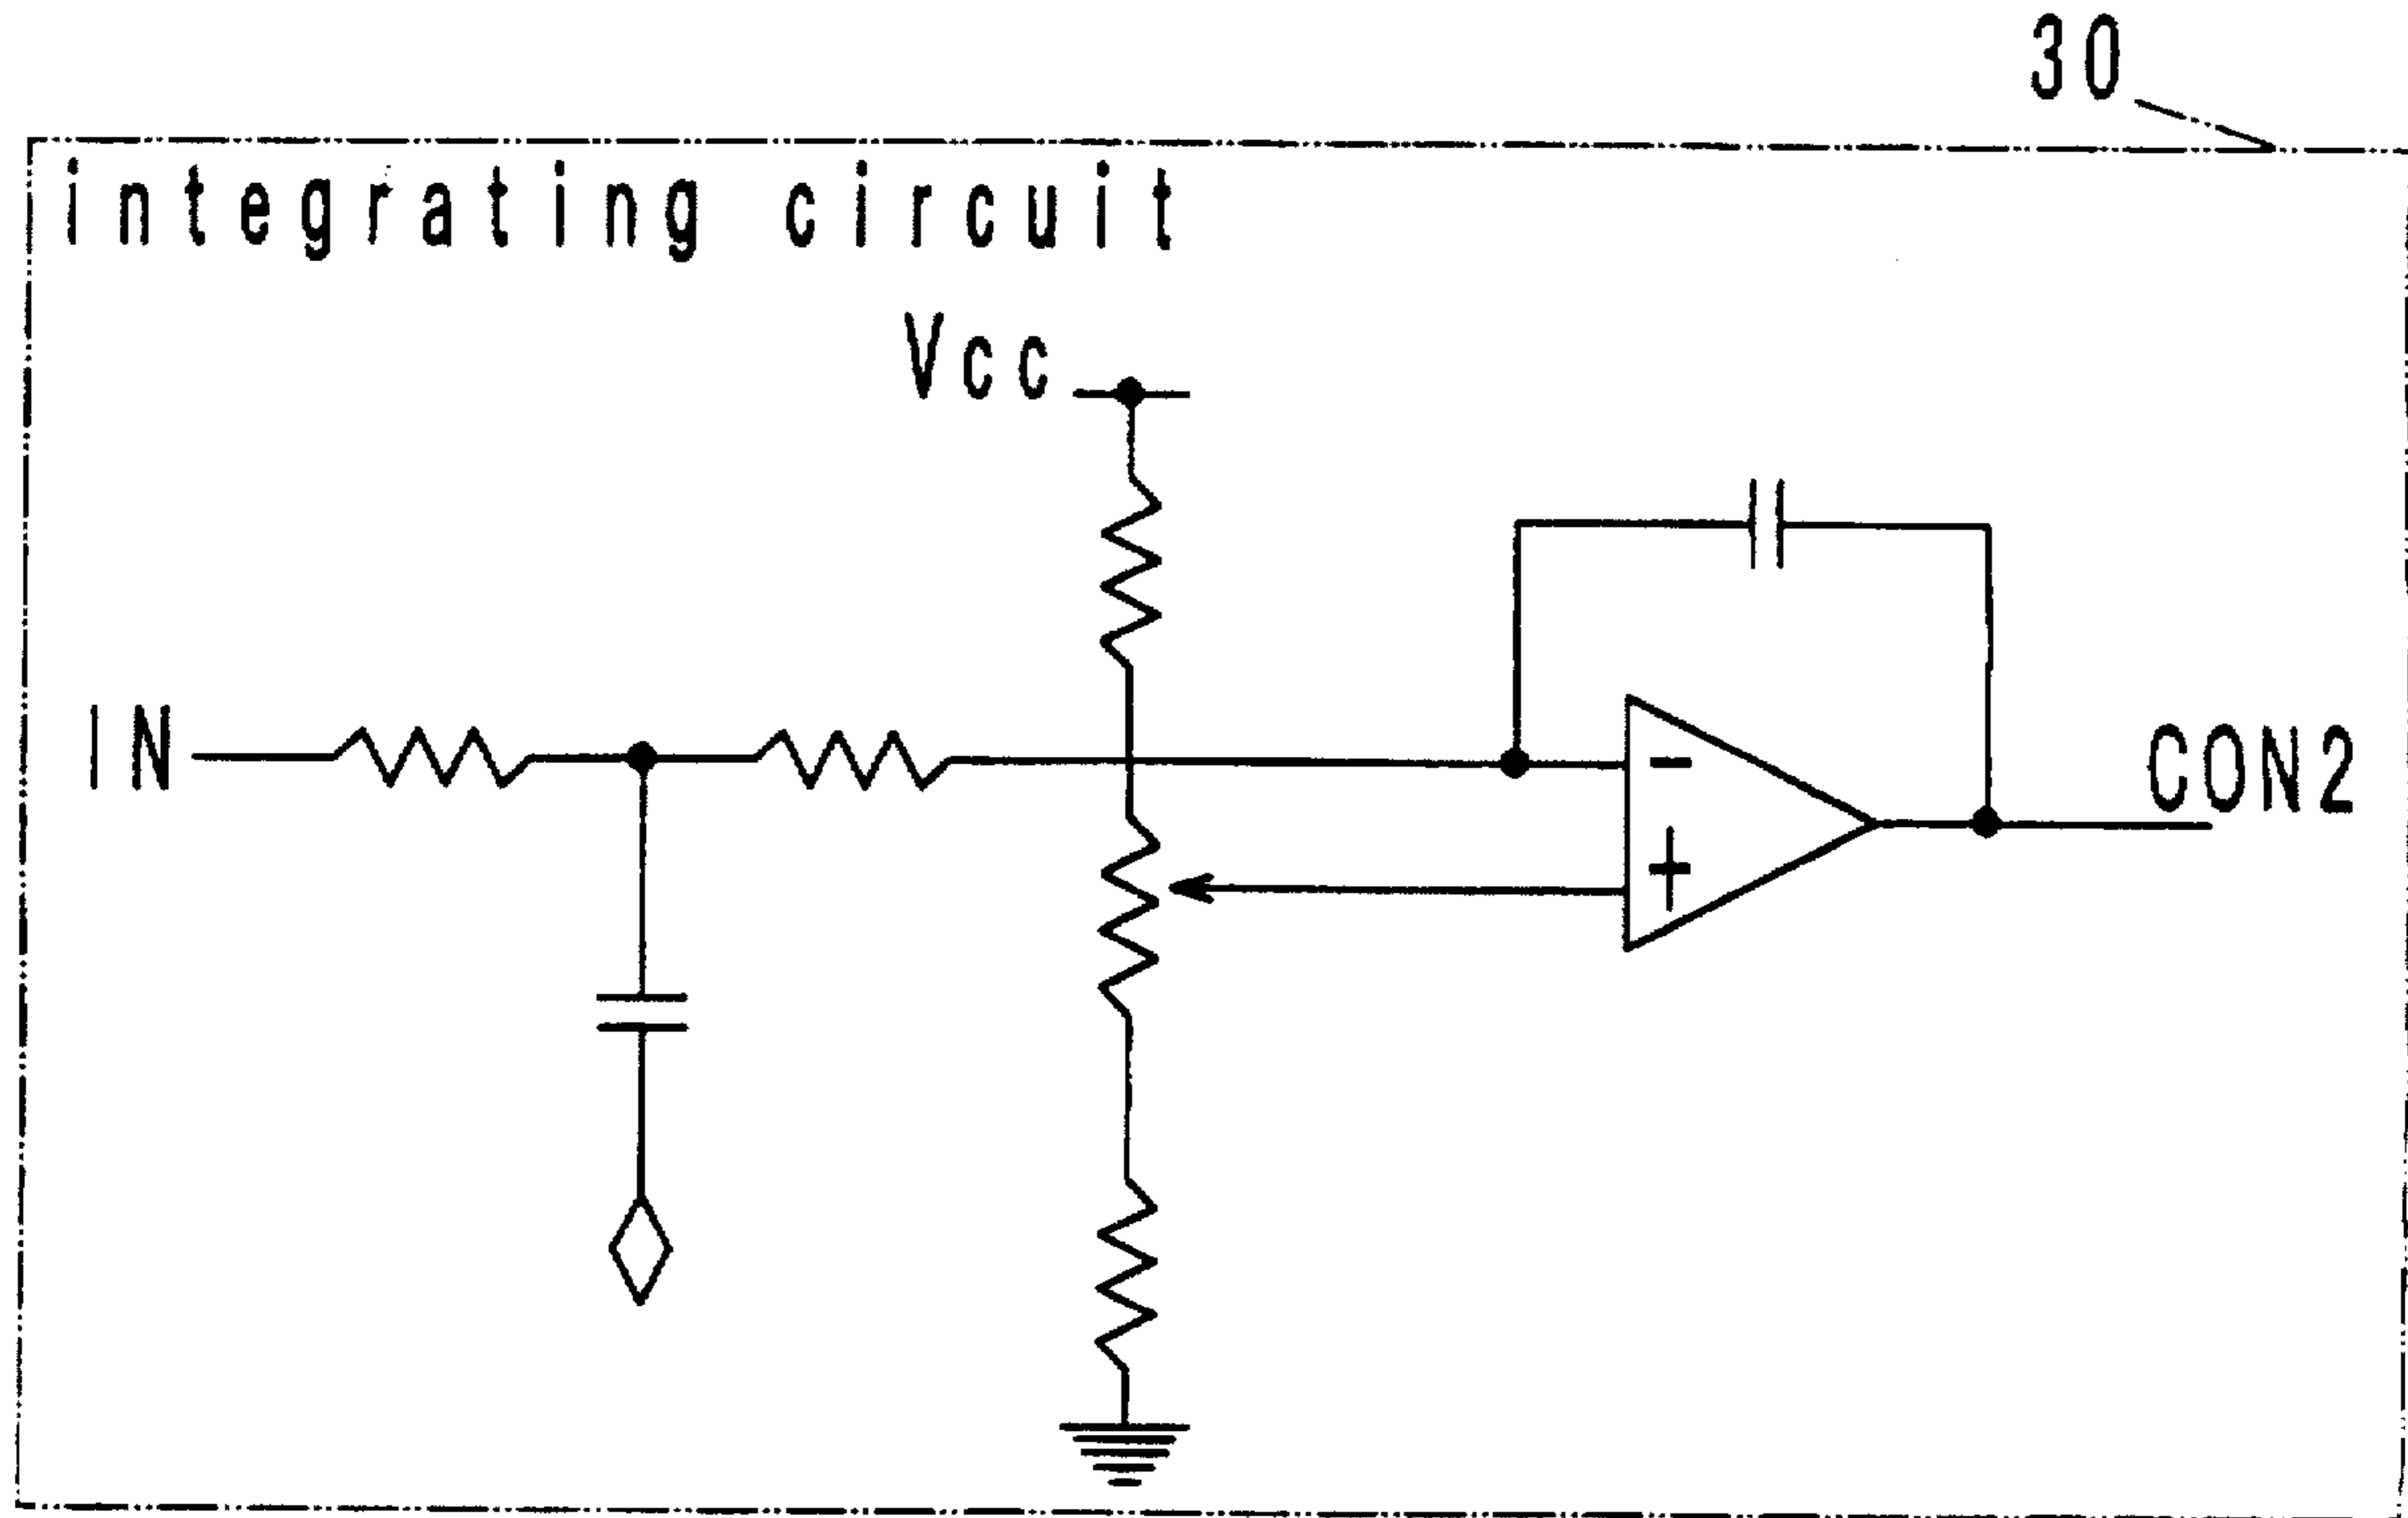 30
integrating circuit
Vcc
IN
-
+
CON2